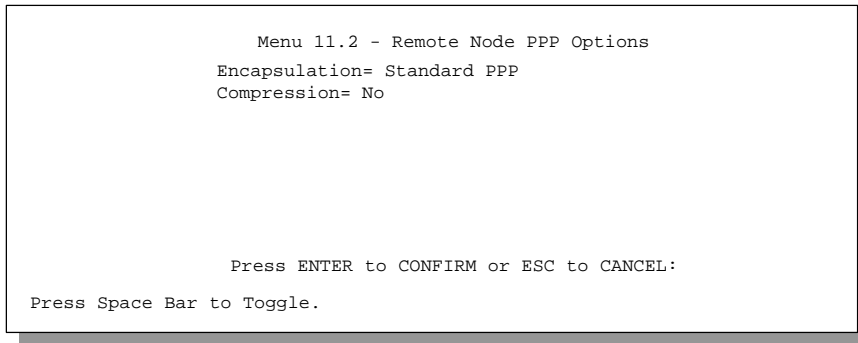 Menu 11.2 - Remote Node PPP Options
Encapsulation= Standard PPP
Compression= No
Press ENTER to CONFIRM or ESC to CANCEL:
Press Space Bar to Toggle.